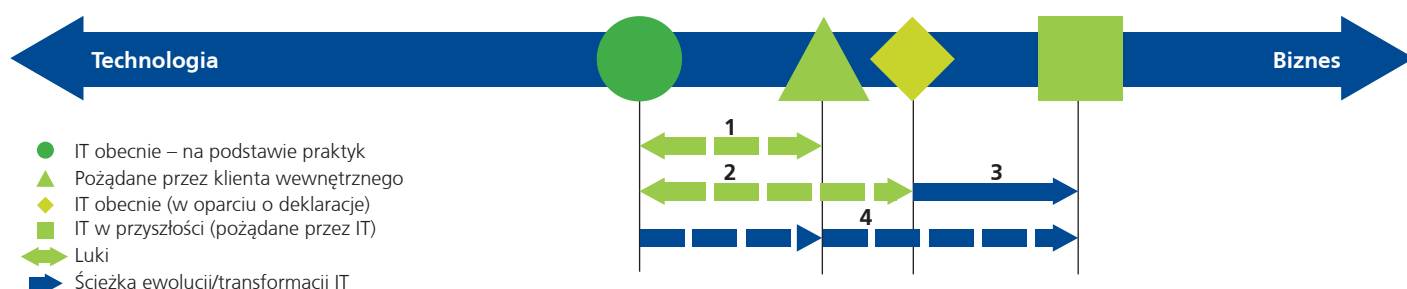 Technologia
Biznes
1
2
3
4
IT obecnie – na podstawie praktyk
Pożądane przez klienta wewnętrznego
IT obecnie (w oparciu o deklaracje)
IT w przyszłości (pożądane przez IT)
Luki
Ścieżka ewolucji/transformacji IT